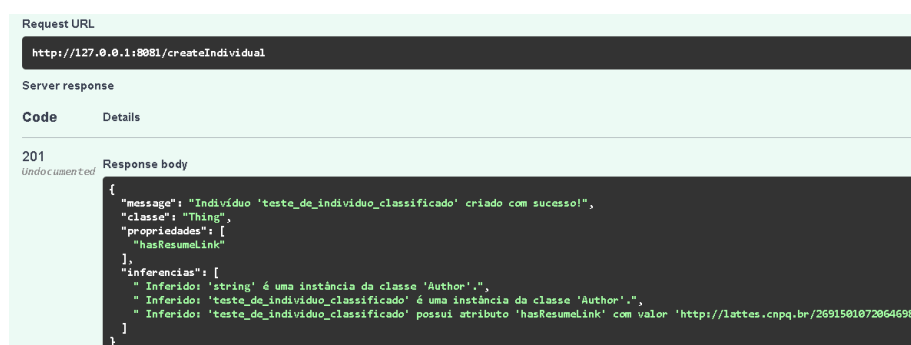 Request URL
http://127.0.0.1:8081/createIndividual
Server response
Code Details
201
Undocumented
Response body
{
"message": "Indivíduo 'teste_de_individuo_classificado' criado com sucesso!",
"classe": "Thing",
"propriedades": [
"hasResumeLink"
],
"inferencias": [
" Inferido: 'string' é uma instância da classe 'Author'.",
" Inferido: 'teste_de_individuo_classificado' é uma instância da classe 'Author'.",
" Inferido: 'teste_de_individuo_classificado' possui atributo 'hasResumeLink' com valor 'http://lattes.cnpq.br/2691501072064698
]
}